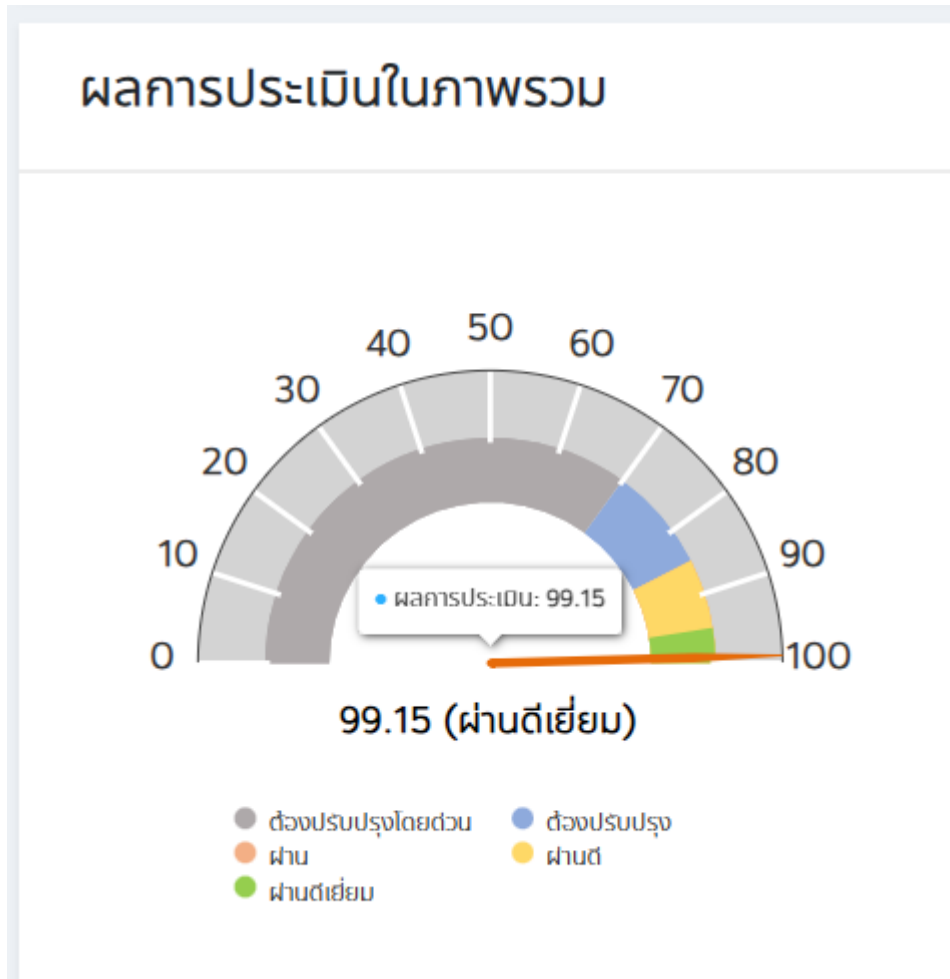 ผลการประเมินในภาพรวม
50
40 60
30 70
20 80
10 90
ผลการประเมิน: 99.15
0 100
99.15 (ผ่านดีเยี่ยม)
ต้องปรับปรุงโดยด่วน ต้องปรับปรุง
ผ่าน ผ่านดี
ผ่านดีเยี่ยม